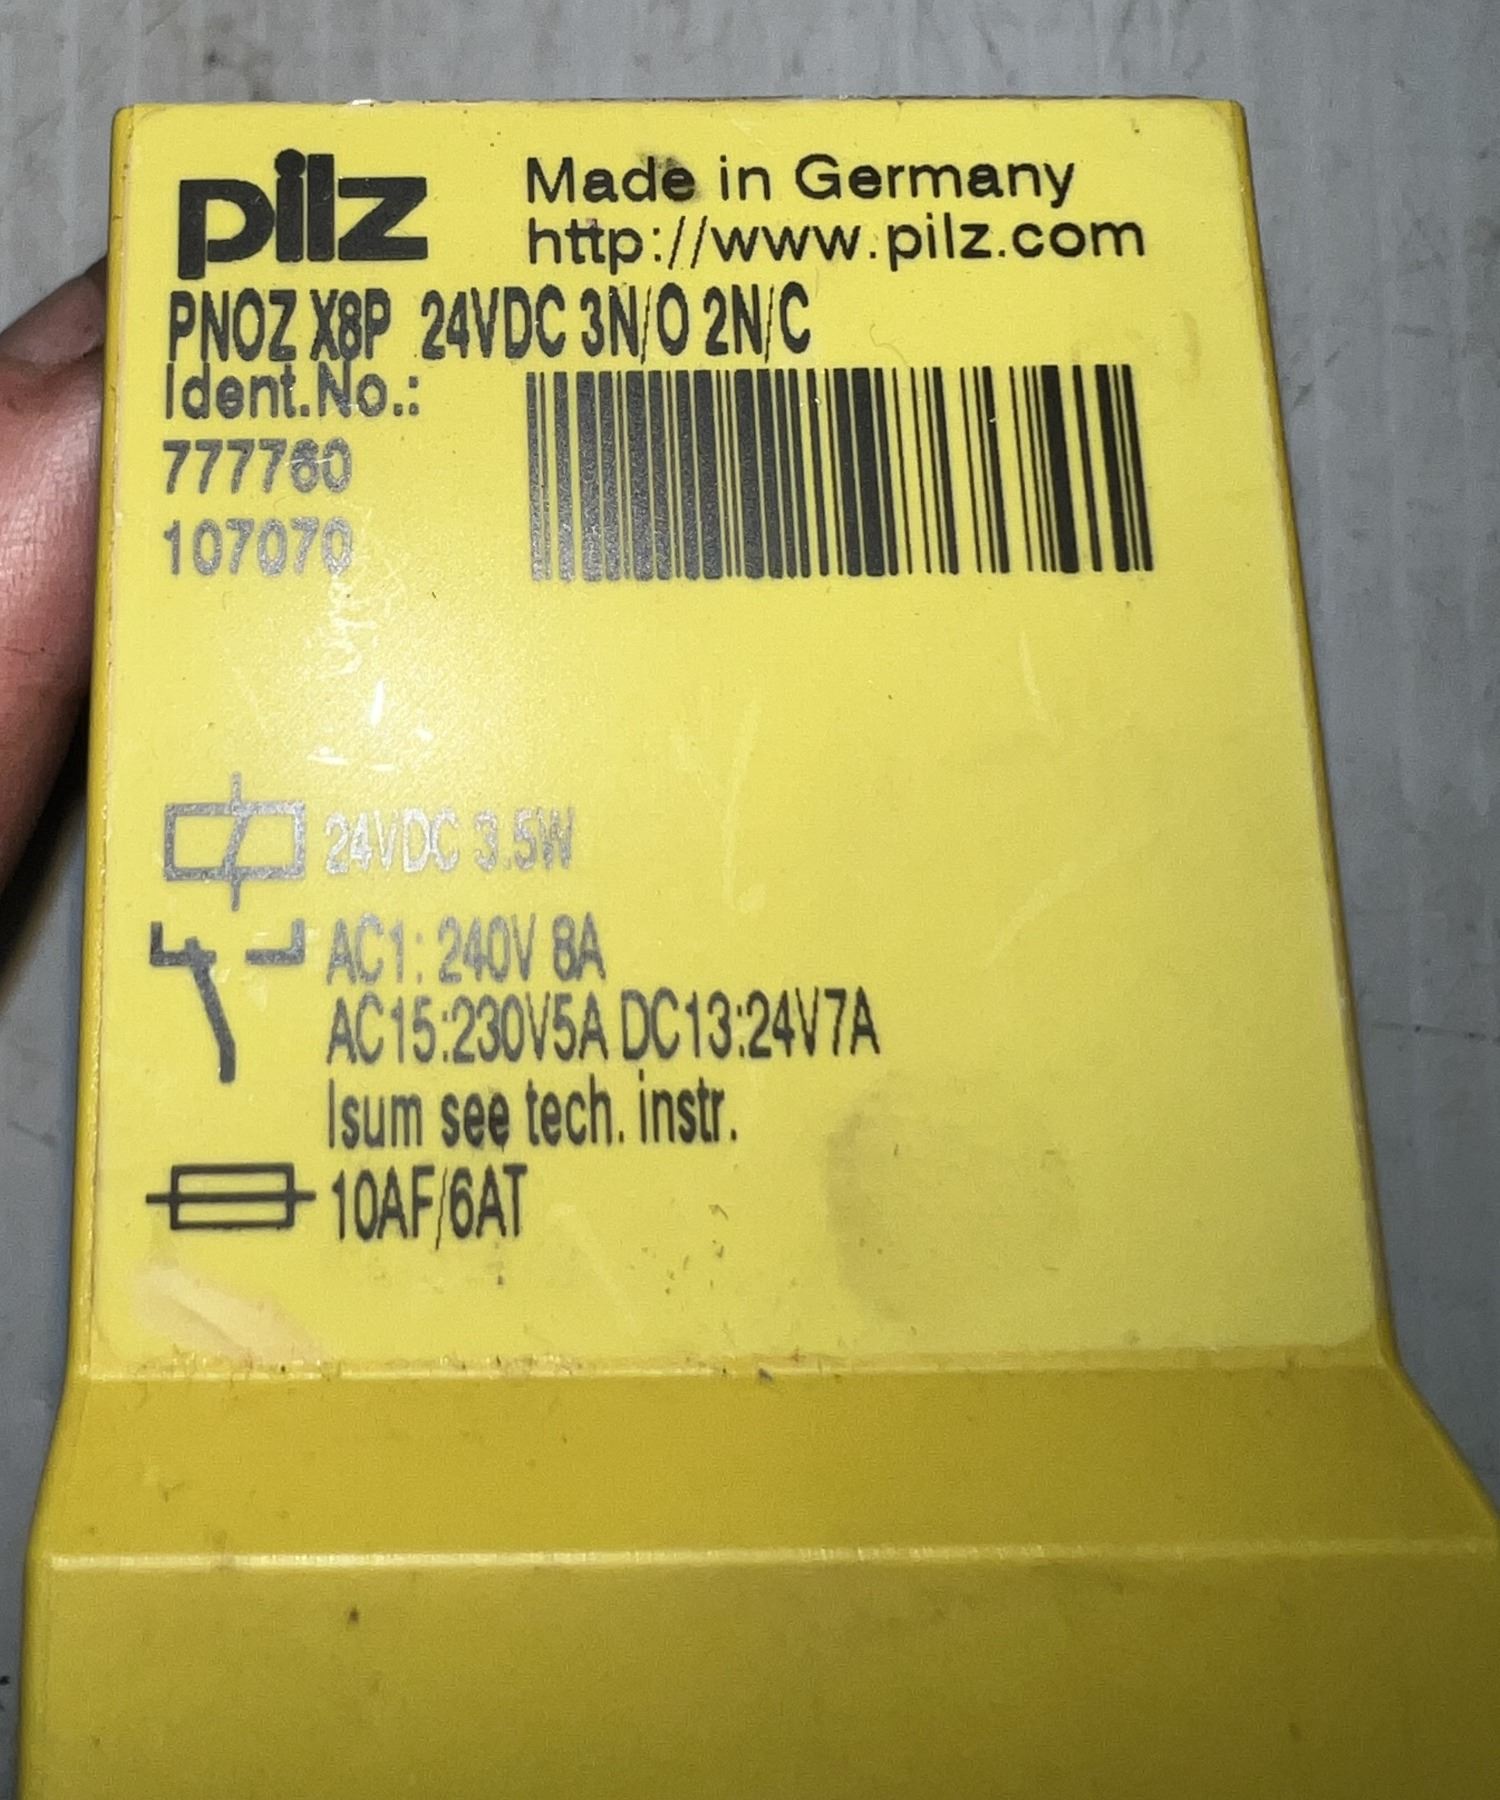 pilz
Made in Germany
http://www.pilz.com
PNOZ X8P 24VDC 3N/O 2N/C
Ident.No.:
777760
107070
24VDC 3.5W
AC1: 240V 8A
AC15:230V5A DC13:24V7A
Isum see tech. instr.
10AF/6AT